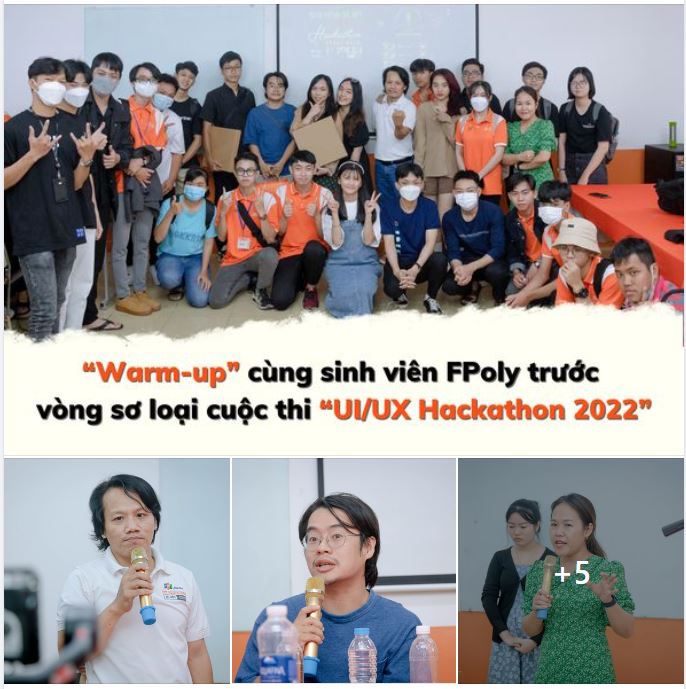 “Warm-up” cùng sinh viên FPoly trước
vòng sơ loại cuộc thi “UI/UX Hackathon 2022”
+5